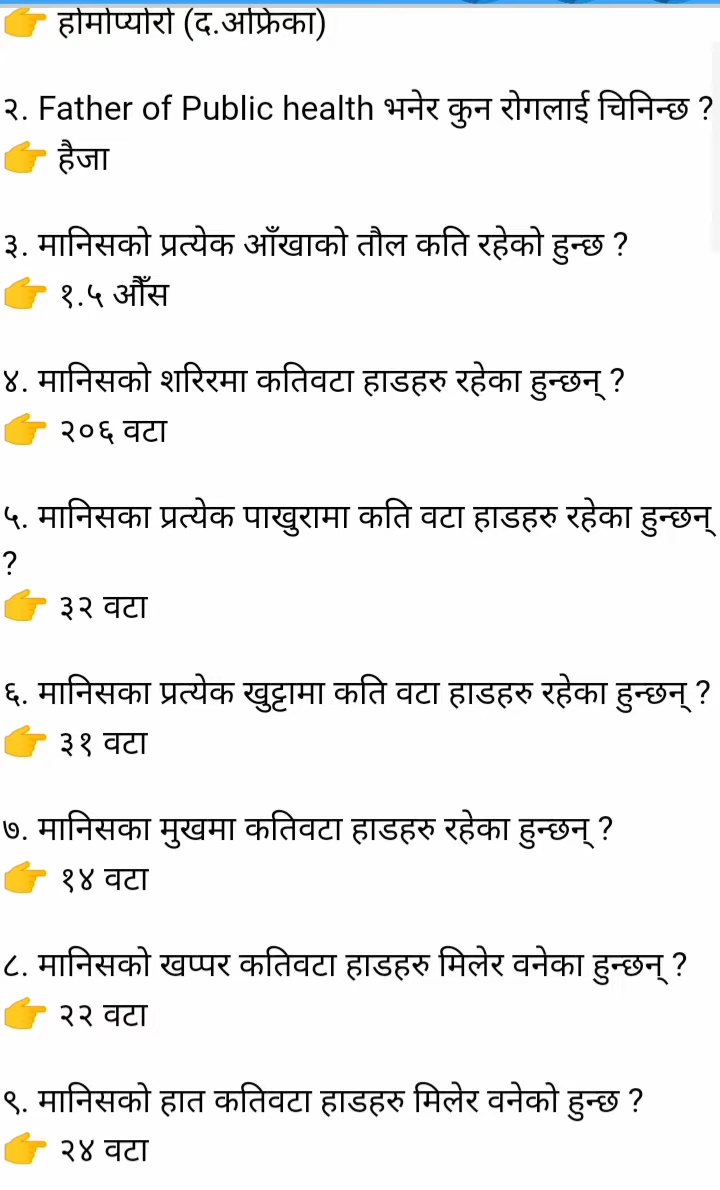 👉 होमोप्योरो (द.अफ्रिका)
२. Father of Public health भनेर कुन रोगलाई चिनिन्छ ?
👉 हैजा
३. मानिसको प्रत्येक आँखाको तौल कति रहेको हुन्छ ?
👉 १.५ औँस
४. मानिसको शरिरमा कतिवटा हाडहरु रहेका हुन्छन् ?
👉 २०६ वटा
५. मानिसका प्रत्येक पाखुरामा कति वटा हाडहरु रहेका हुन्छन्
?
👉 ३२ वटा
६. मानिसका प्रत्येक खुट्टामा कति वटा हाडहरु रहेका हुन्छन् ?
👉 ३१ वटा
७. मानिसका मुखमा कतिवटा हाडहरु रहेका हुन्छन् ?
👉 १४ वटा
८. मानिसको खप्पर कतिवटा हाडहरु मिलेर वनेका हुन्छन् ?
👉 २२ वटा
९. मानिसको हात कतिवटा हाडहरु मिलेर वनेको हुन्छ ?
👉 २४ वटा